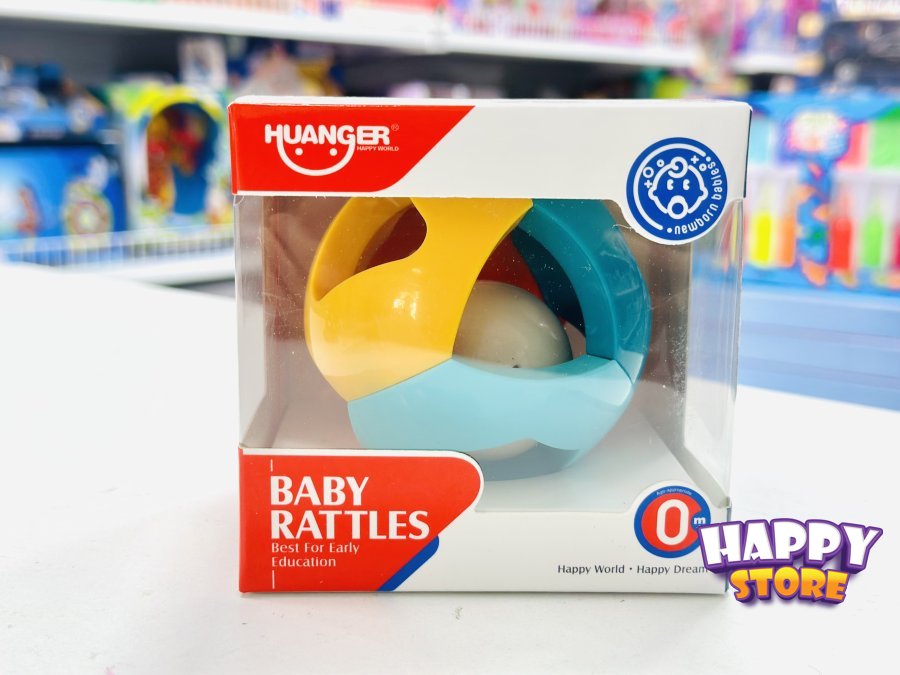 HUANGER®
HAPPY WORLD
newborn babies
BABY
RATTLES
Best For Early
Education
0m
Happy World • Happy Dream
HAPPY
STORE